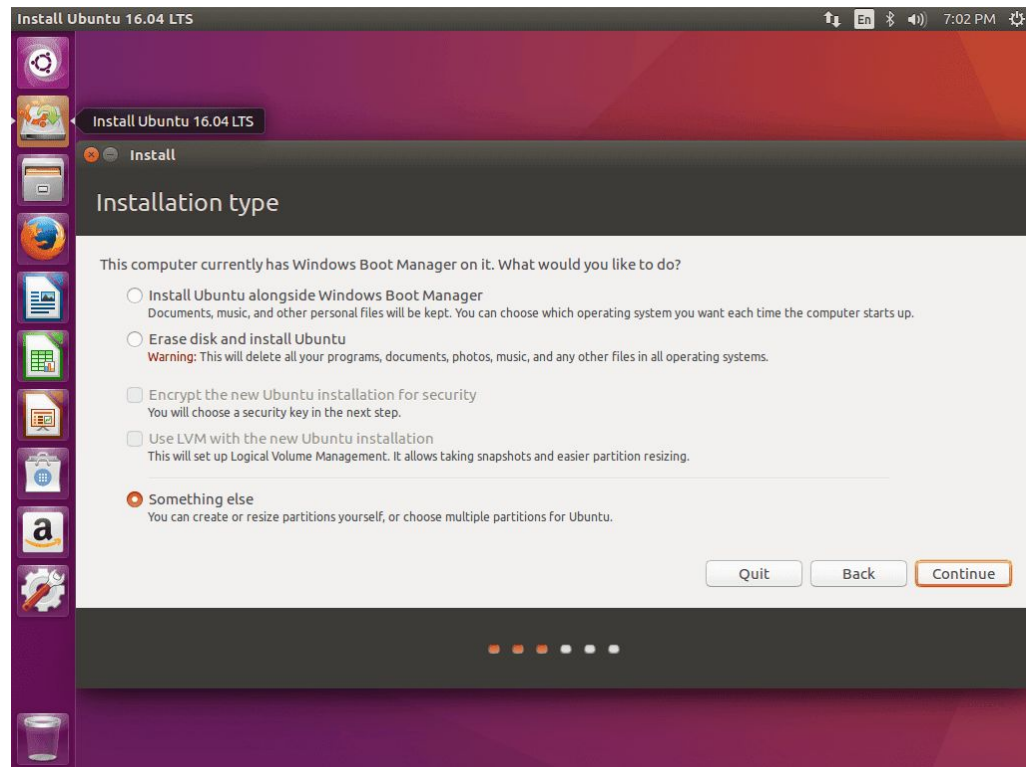 Install Ubuntu 16.04 LTS
En
7:02 PM
Install Ubuntu 16.04 LTS
Install
Installation type
This computer currently has Windows Boot Manager on it. What would you like to do?
Install Ubuntu alongside Windows Boot Manager
Documents, music, and other personal files will be kept. You can choose which operating system you want each time the computer starts up.
Erase disk and install Ubuntu
Warning: This will delete all your programs, documents, photos, music, and any other files in all operating systems.
Encrypt the new Ubuntu installation for security
You will choose a security key in the next step.
Use LVM with the new Ubuntu installation
This will set up Logical Volume Management. It allows taking snapshots and easier partition resizing.
Something else
You can create or resize partitions yourself, or choose multiple partitions for Ubuntu.
a
Quit
Back
Continue